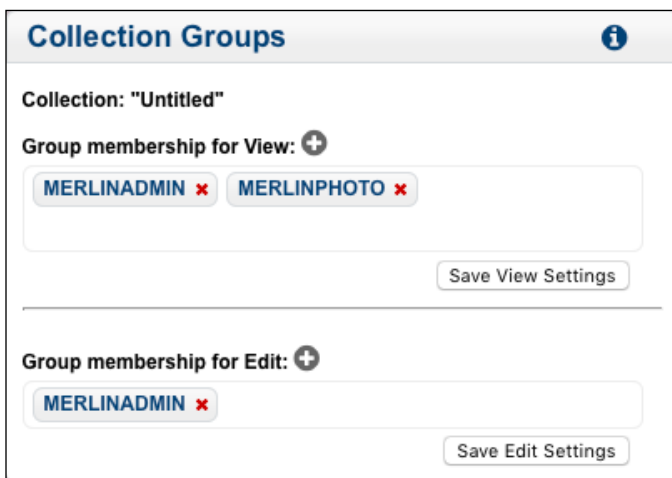 Collection Groups
Collection: "Untitled"
Group membership for View:
MERLINADMIN MERLINPHOTO
Save View Settings
Group membership for Edit:
MERLINADMIN
Save Edit Settings